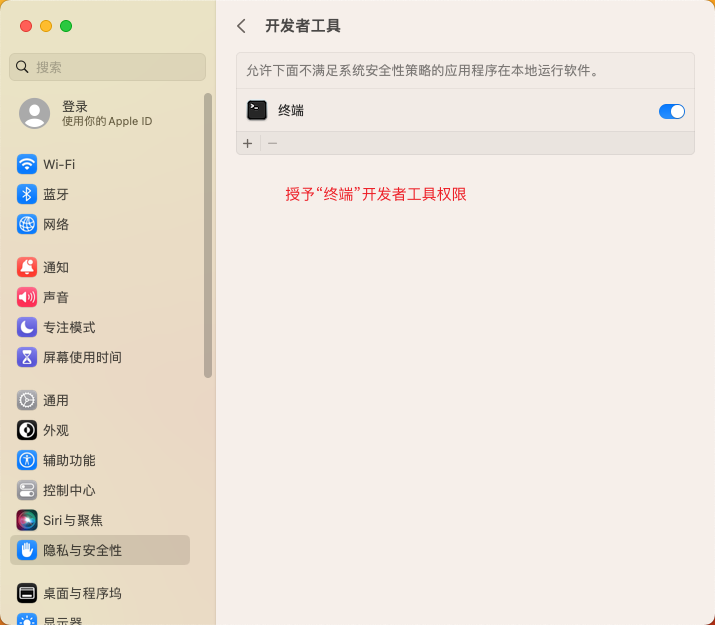 开发者工具
搜索
登录
使用你的 Apple ID
Wi-Fi
蓝牙
网络
通知
声音
专注模式
屏幕使用时间
通用
外观
辅助功能
控制中心
Siri与聚焦
隐私与安全性
桌面与程序坞
显示器
允许下面不满足系统安全性策略的应用程序在本地运行软件。
终端
授予“终端”开发者工具权限